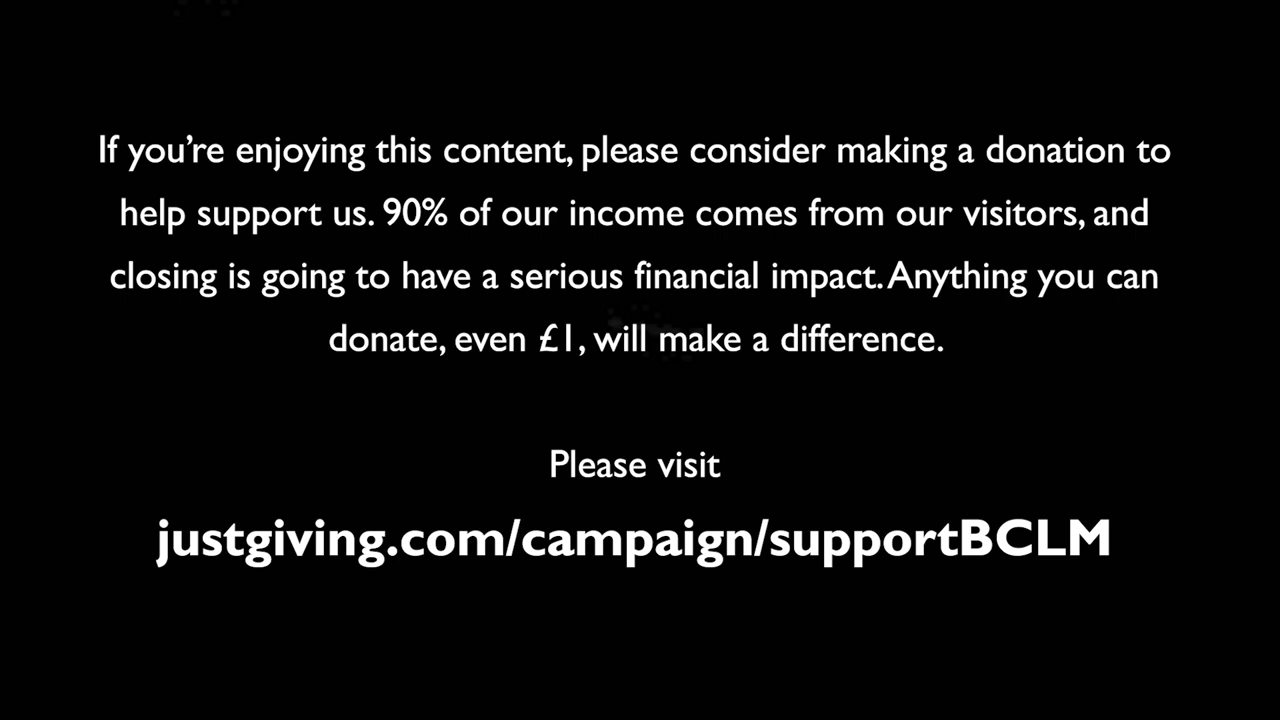 If you’re enjoying this content, please consider making a donation to
help support us. 90% of our income comes from our visitors, and
closing is going to have a serious financial impact. Anything you can
donate, even £1, will make a difference.
Please visit
justgiving.com/campaign/supportBCLM